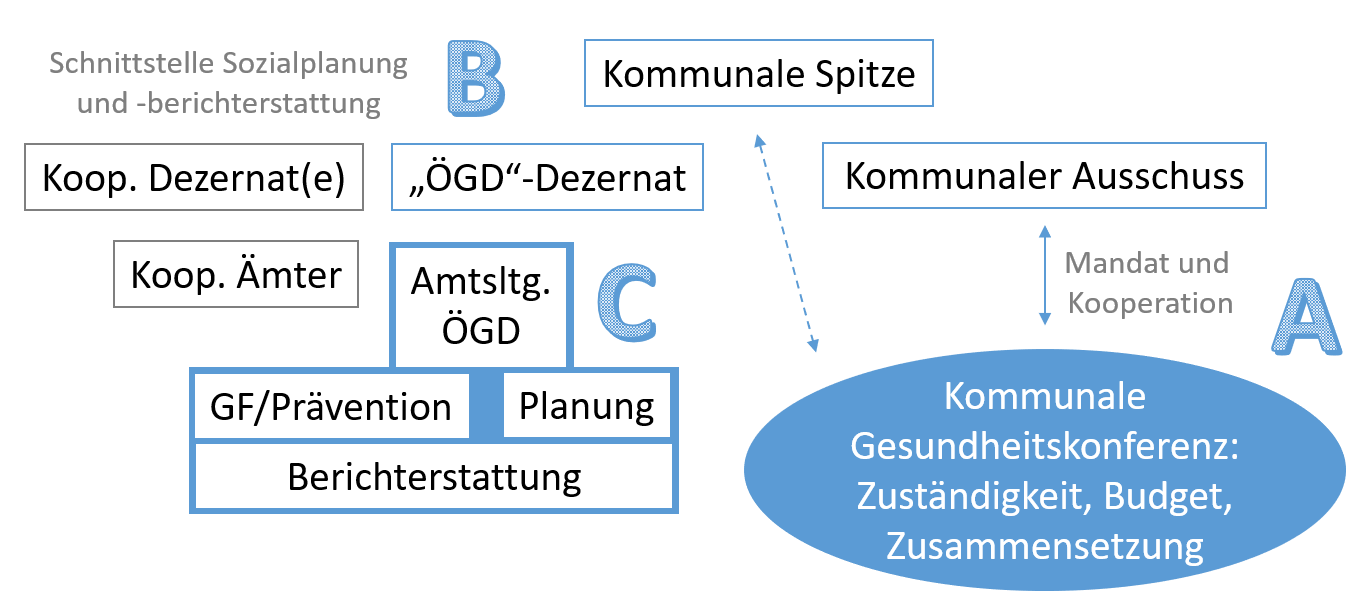 Schnittstelle Sozialplanung
und -berichterstattung
B
Kommunale Spitze
Koop. Dezernat(e)
„ÖGD“-Dezernat
Kommunaler Ausschuss
Koop. Ämter
Amtsltg.
ÖGD
C
Mandat und
Kooperation
A
GF/Prävention
Planung
Berichterstattung
Kommunale
Gesundheitskonferenz:
Zuständigkeit, Budget,
Zusammensetzung